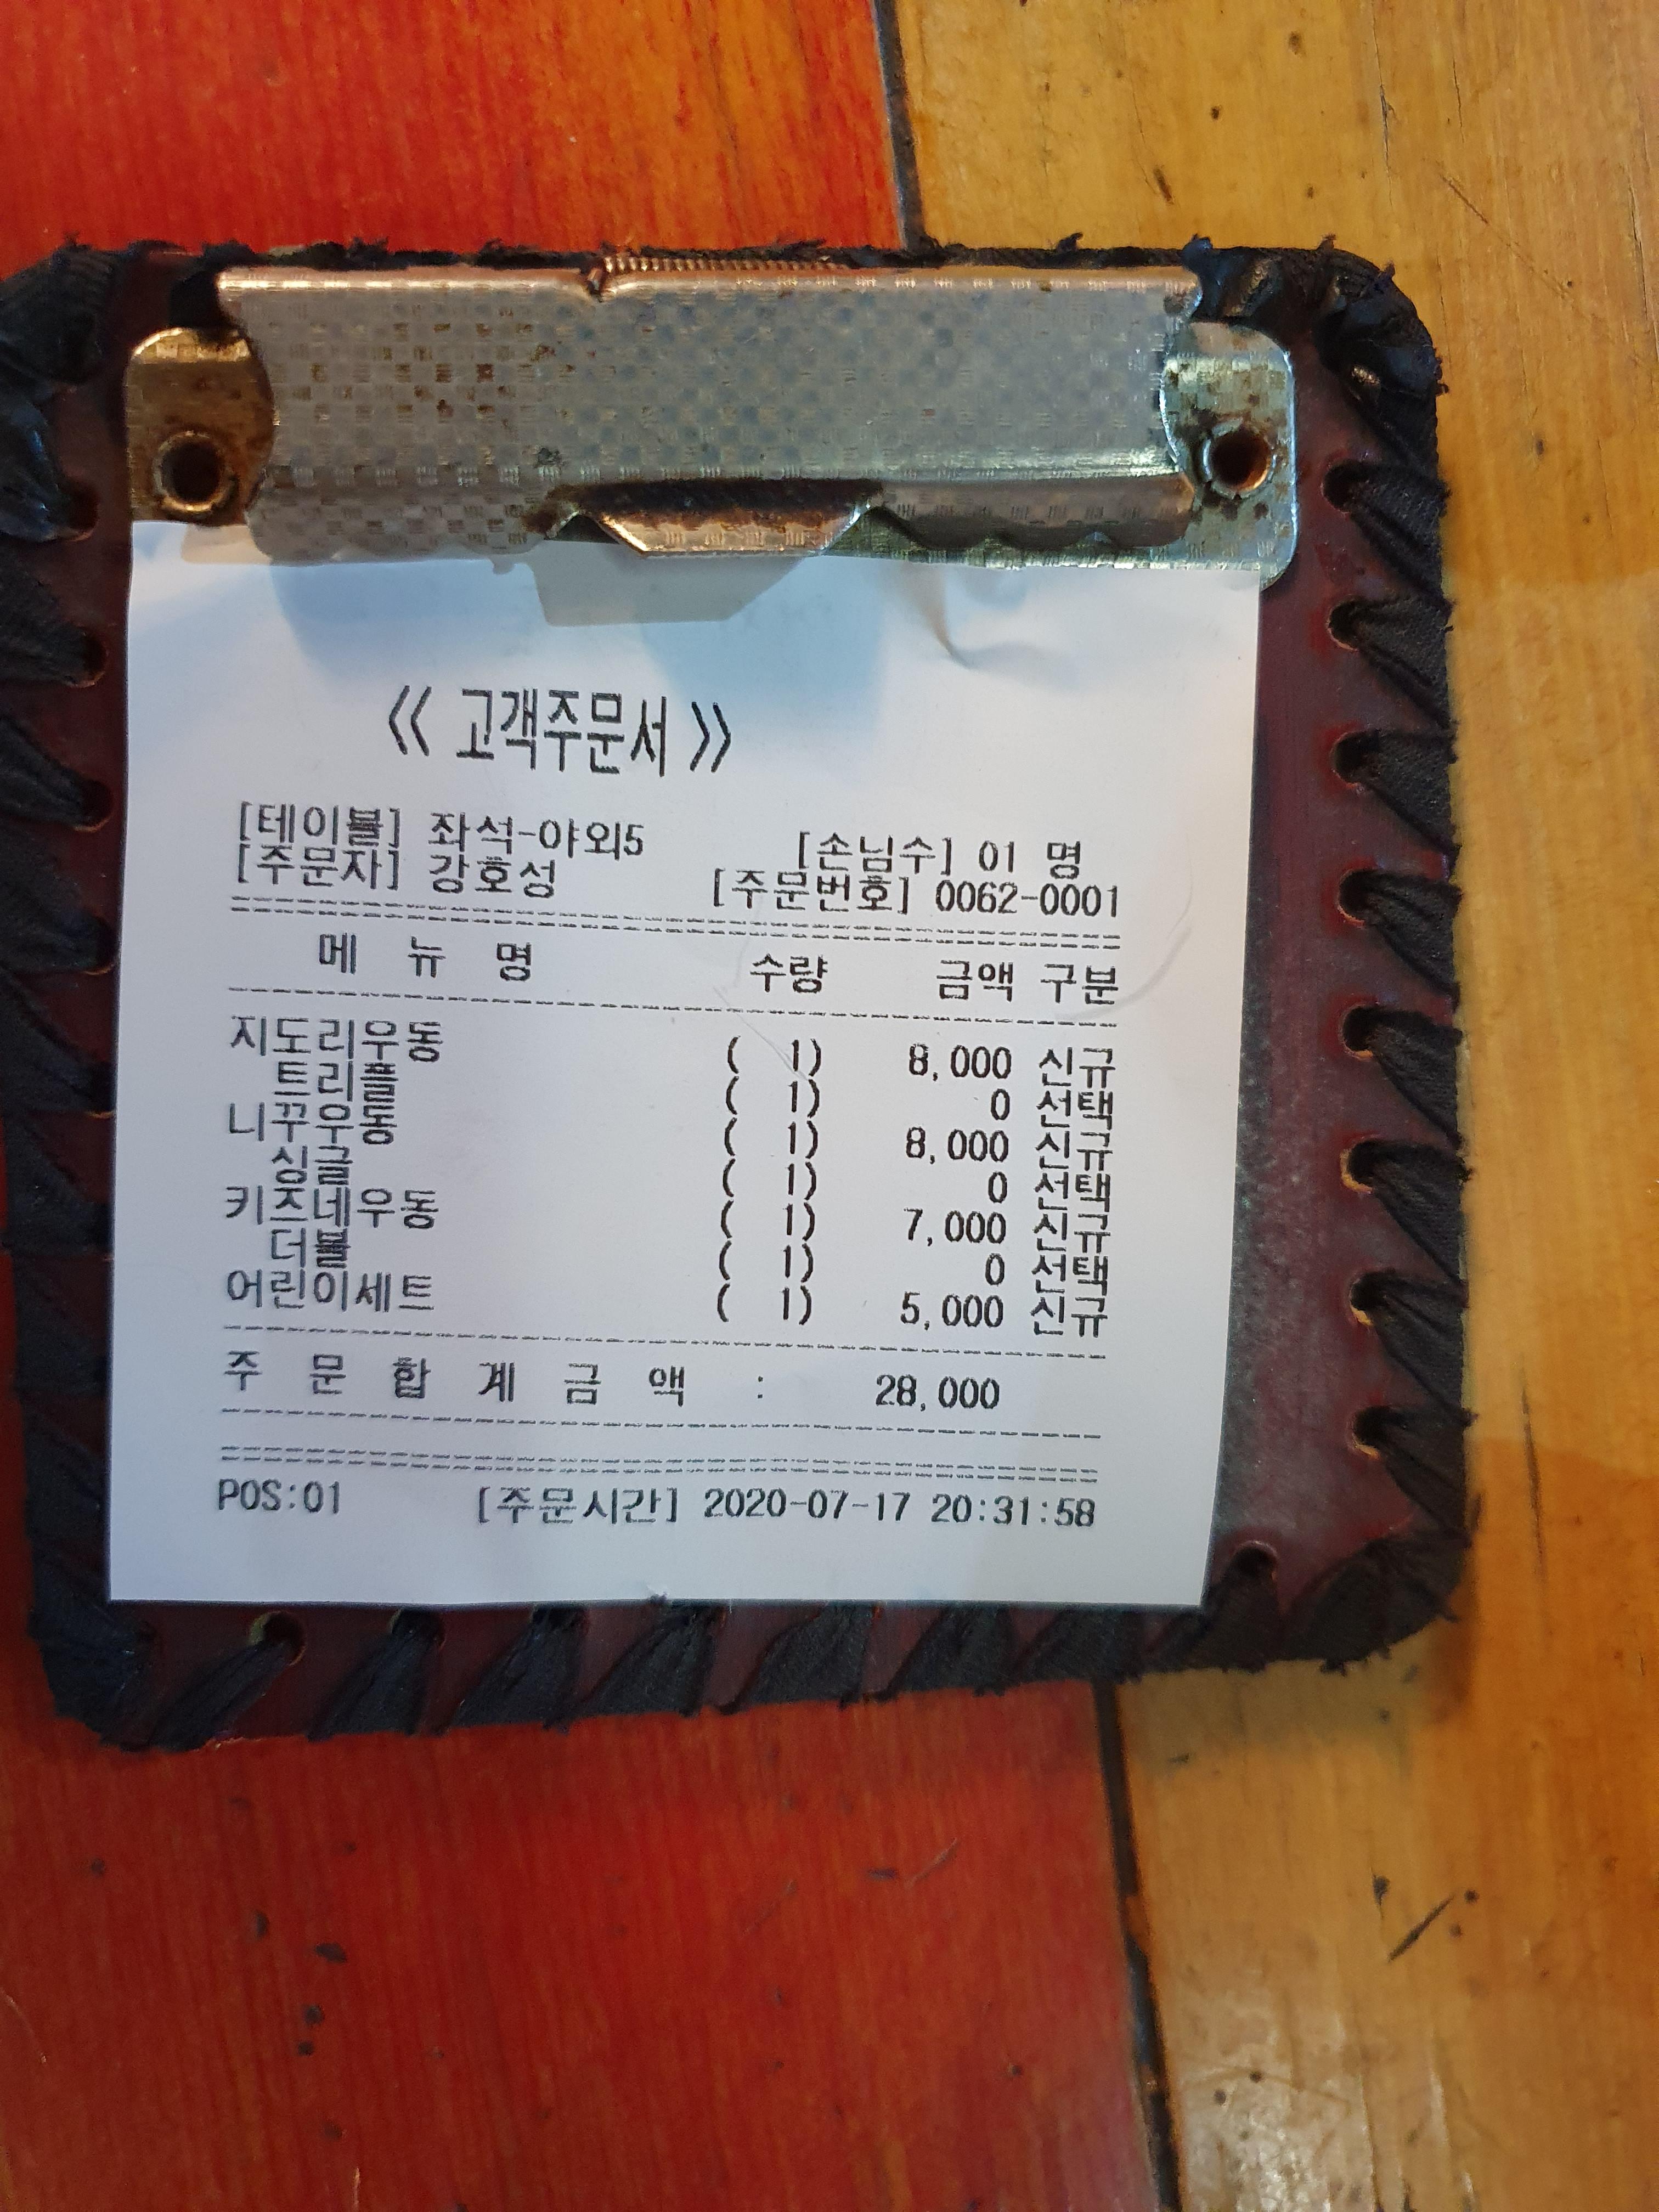 《 고객주문서 》
[테이블] 좌석-야외5 [손님수] 01 명
[주문자] 강호성 [주문번호] 0062-0001
메 뉴 명 수량 금액 구분
지도리우동 ( 1) 8,000 신규
트리플 ( 1) 0 선택
니꾸우동 ( 1) 8,000 신규
싱글 ( 1) 0 선택
키즈네우동 ( 1) 7,000 신규
더블 ( 1) 0 선택
어린이세트 ( 1) 5,000 신규
주 문 합 계 금 액 : 28,000
POS:01 [주문시간] 2020-07-17 20:31:58